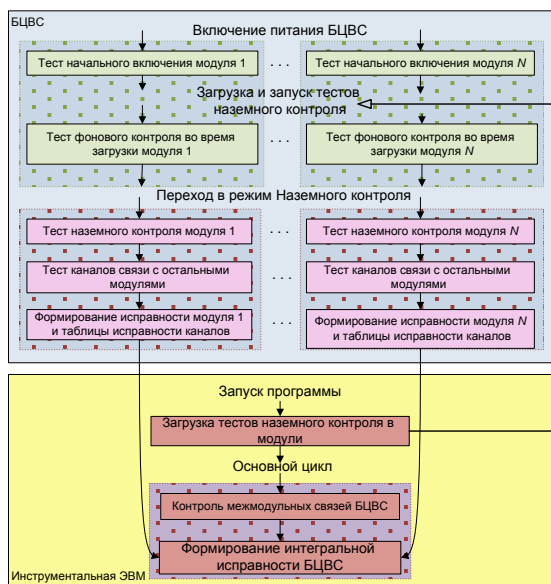 БЦВС
Включение питания БЦВС
Тест начального включения модуля 1
. . .
Тест начального включения модуля N
Загрузка и запуск тестов
наземного контроля
Тест фонового контроля во время
загрузки модуля 1
. . .
Тест фонового контроля во время
загрузки модуля N
Переход в режим Наземного контроля
Тест наземного контроля модуля 1
. . .
Тест наземного контроля модуля N
Тест каналов связи с остальными
модулями
. . .
Тест каналов связи с остальными
модулями
Формирование исправности модуля 1
и таблицы исправности каналов
. . .
Формирование исправности модуля N
и таблицы исправности каналов
Запуск программы
Загрузка тестов наземного контроля в
модули
Основной цикл
Контроль межмодульных связей БЦВС
Формирование интегральной
исправности БЦВС
Инструментальная ЭВМ